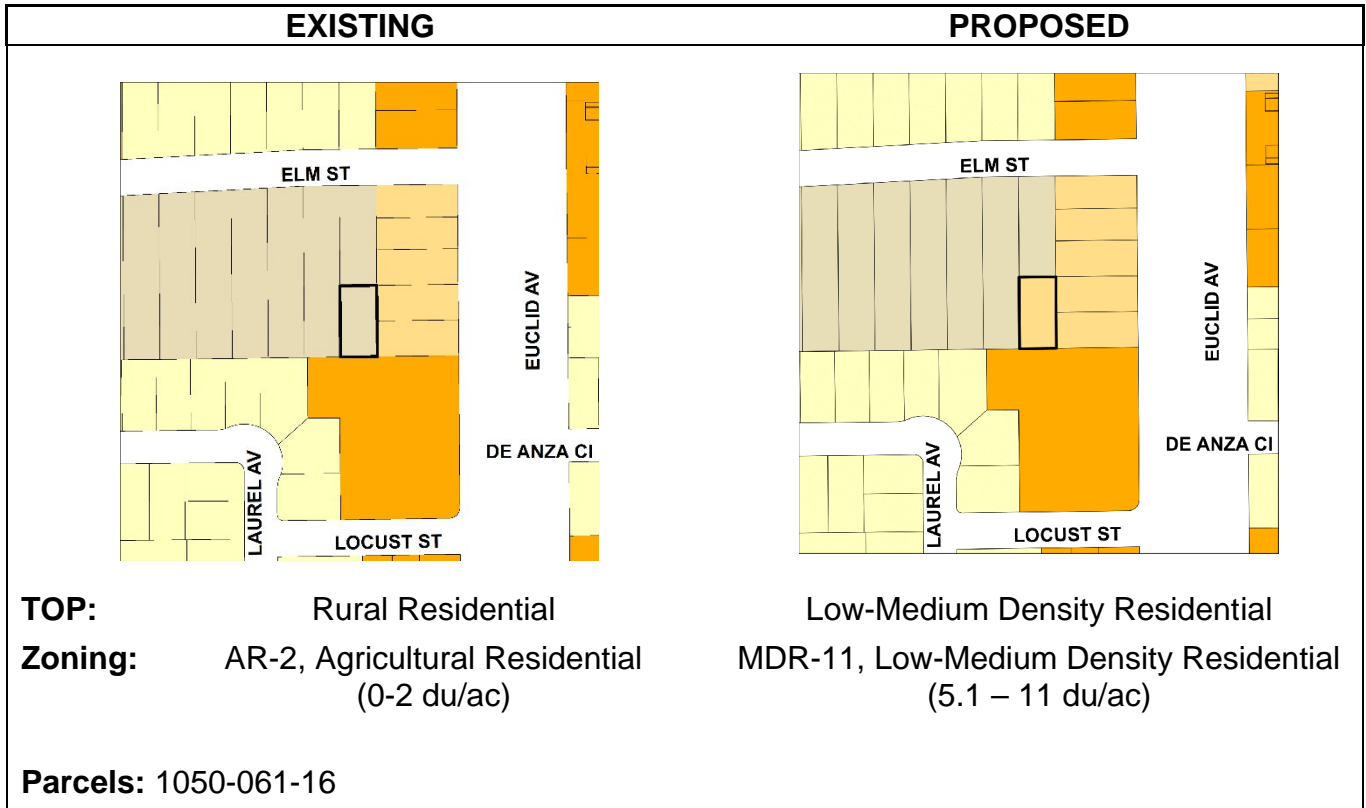 EXISTING PROPOSED
ELM ST
EUCLID AV
DE ANZA CI
LAUREL AV
LOCUST ST
ELM ST
EUCLID AV
DE ANZA CI
LAUREL AV
LOCUST ST
TOP: Rural Residential Low-Medium Density Residential
Zoning: AR-2, Agricultural Residential MDR-11, Low-Medium Density Residential
(0-2 du/ac) (5.1 – 11 du/ac)
Parcels: 1050-061-16